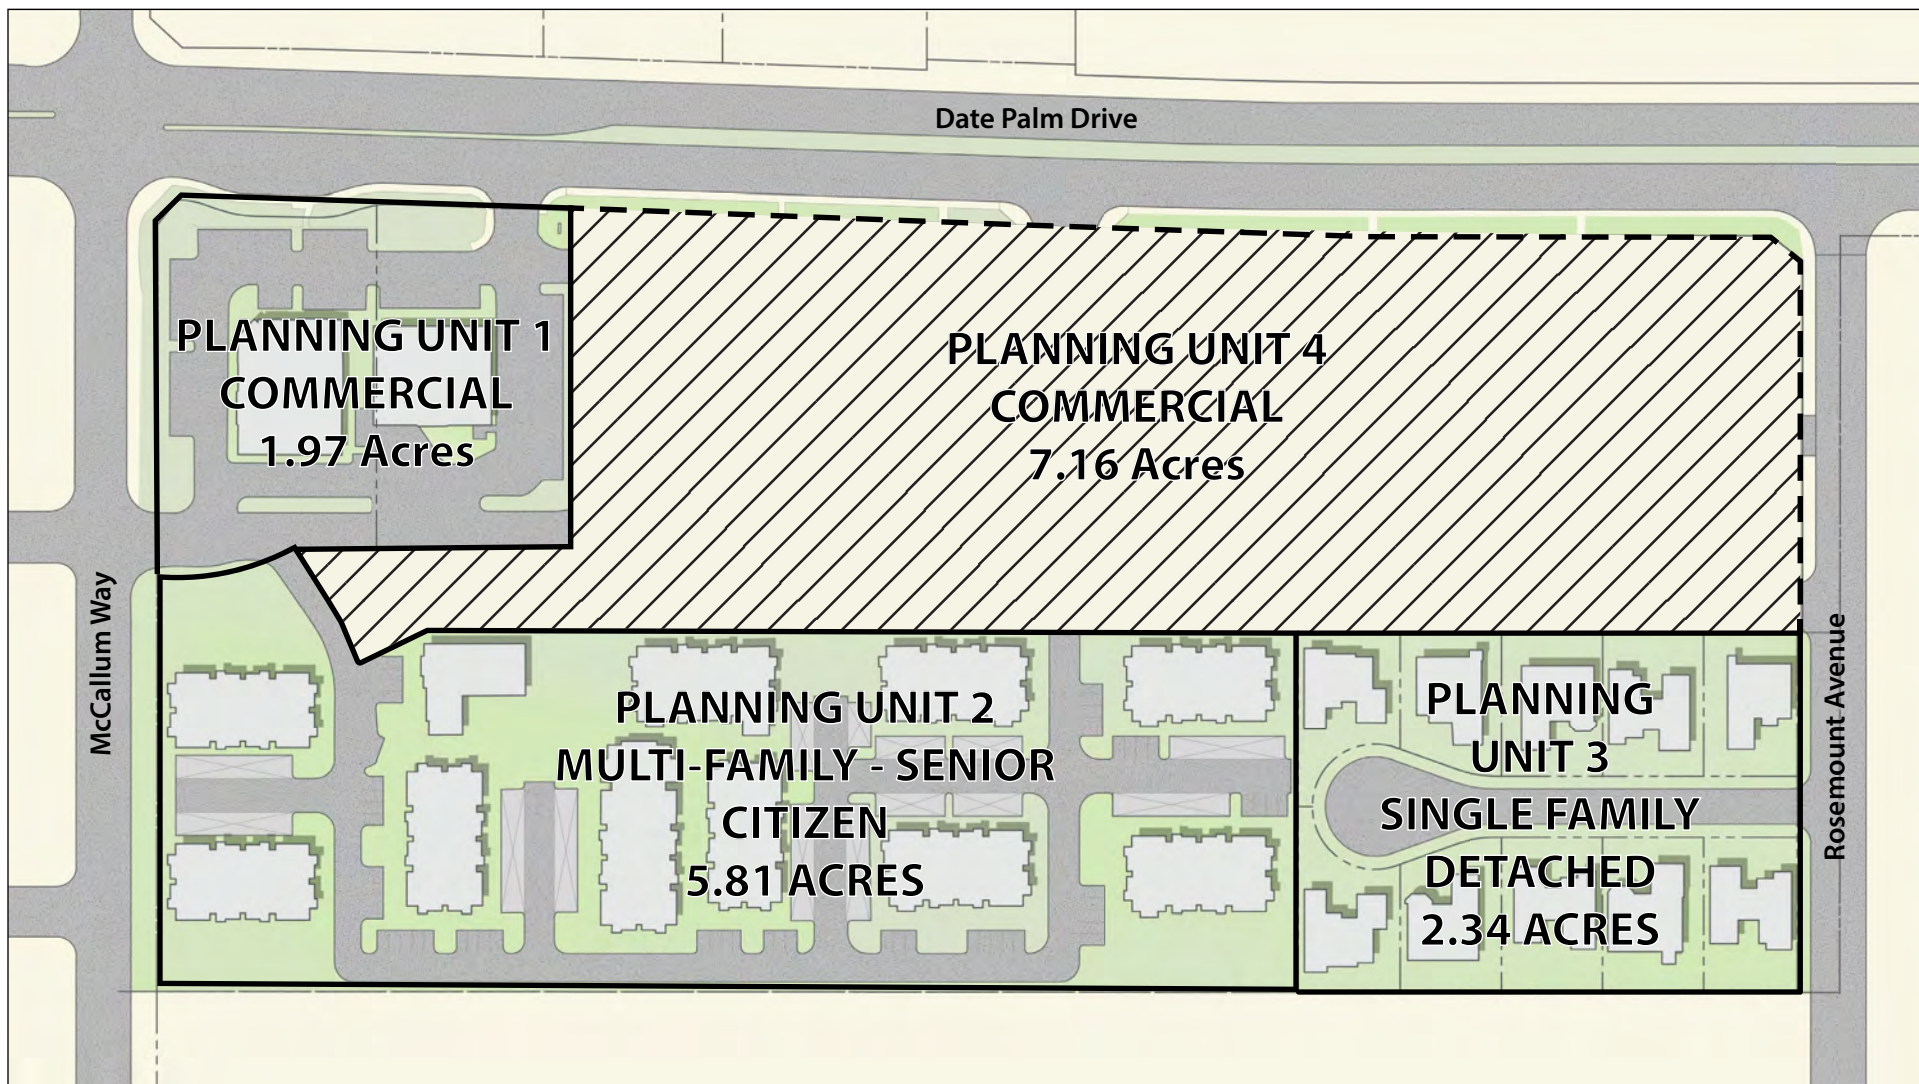 Date Palm Drive
PLANNING UNIT 1
COMMERCIAL
1.97 Acres
PLANNING UNIT 4
COMMERCIAL
7.16 Acres
McCallum Way
PLANNING UNIT 2
MULTI-FAMILY - SENIOR
CITIZEN
5.81 ACRES
PLANNING
UNIT 3
SINGLE FAMILY
DETACHED
2.34 ACRES
Rosemount Avenue